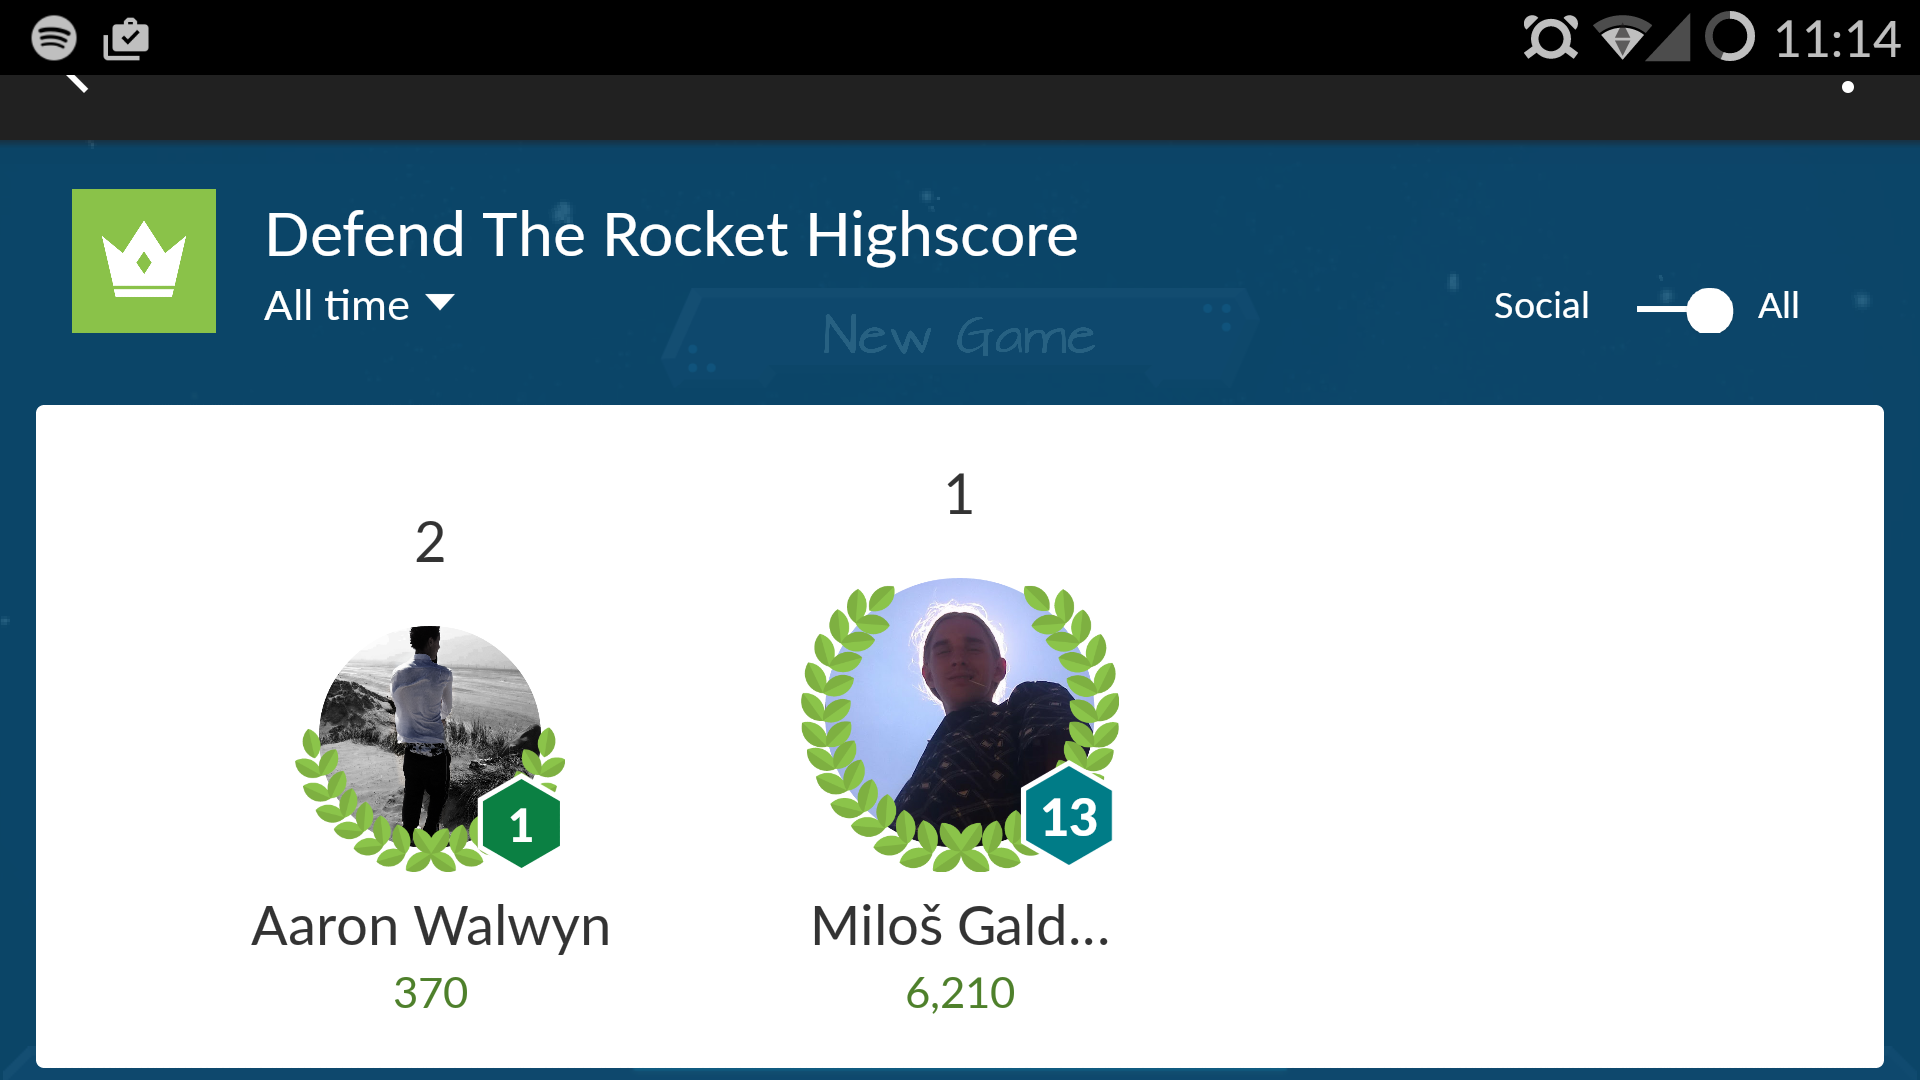 11:14
Defend The Rocket Highscore
All time
Social All
New Game
1
2
1
13
Aaron Walwyn
Miloš Gald...
370
6,210